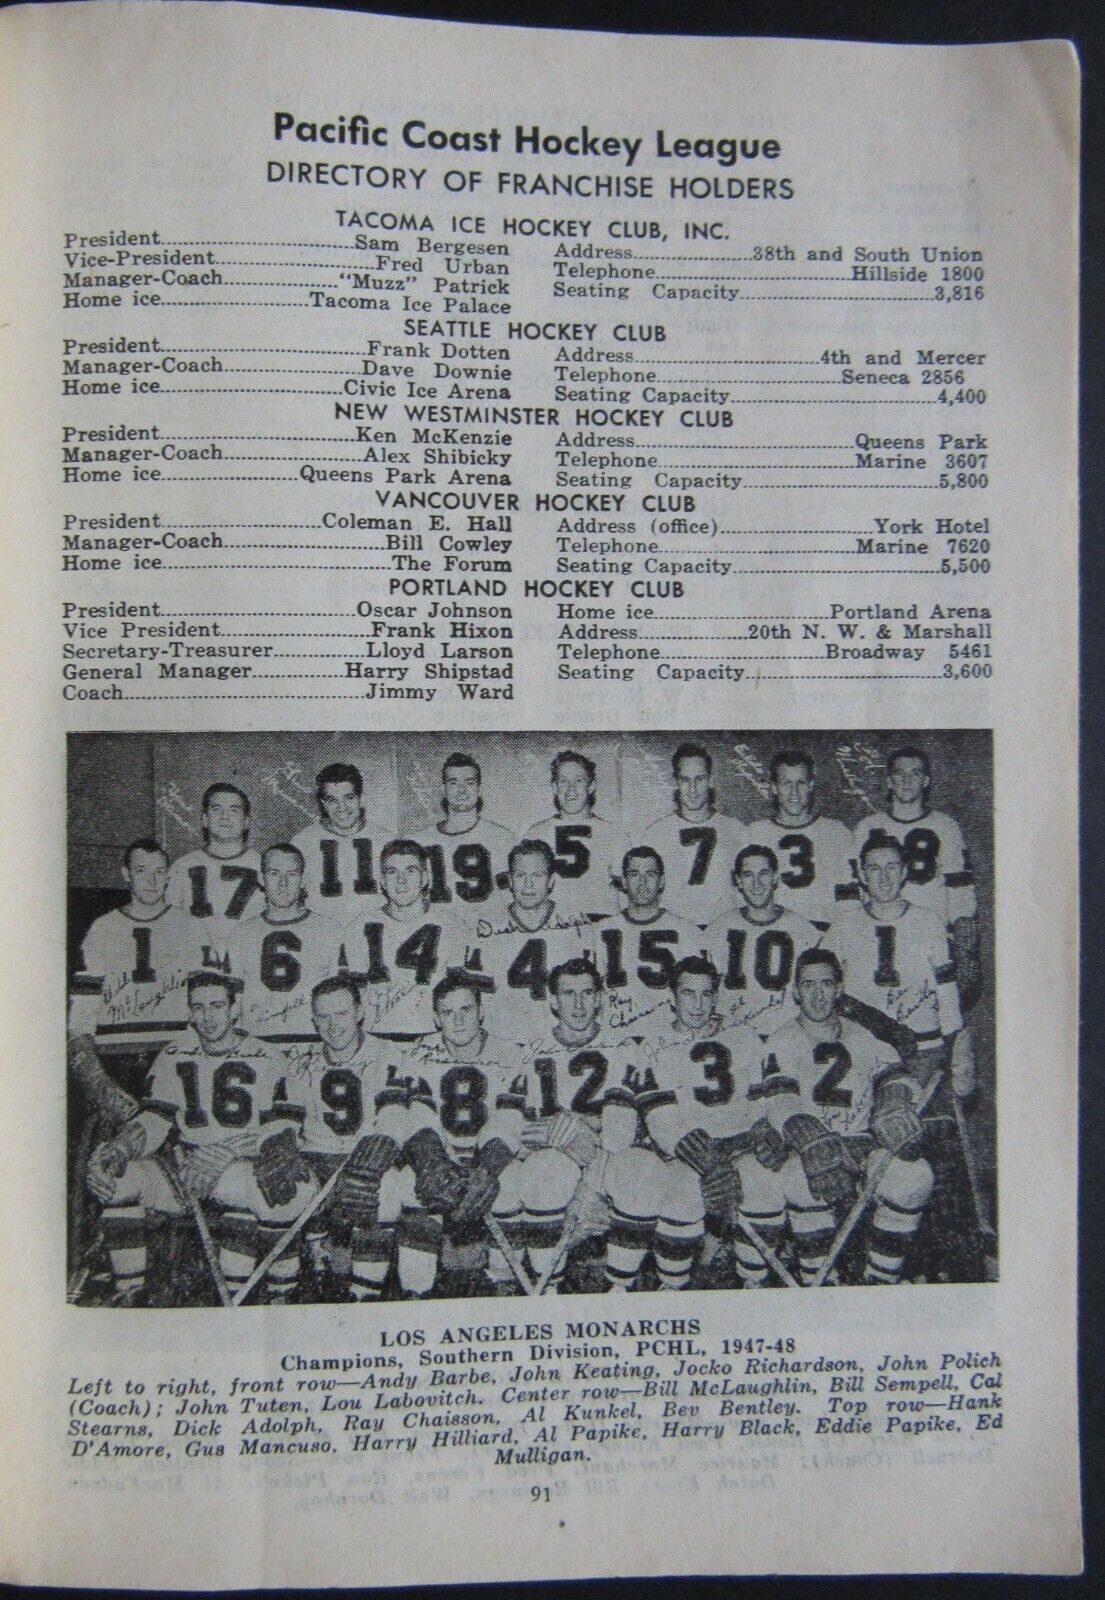 Pacific Coast Hockey League
DIRECTORY OF FRANCHISE HOLDERS
TACOMA ICE HOCKEY CLUB, INC.
President..............................Sam Bergesen
Vice-President.........................Fred Urban
Manager-Coach....................."Muzz" Patrick
Home ice......................Tacoma Ice Palace
Address......................38th and South Union
Telephone..............................Hillside 1800
Seating Capacity..............................3,816
SEATTLE HOCKEY CLUB
President................................Frank Dotten
Manager-Coach......................Dave Downie
Home ice............................Civic Ice Arena
Address.............................4th and Mercer
Telephone.............................Seneca 2856
Seating Capacity................................4,400
NEW WESTMINSTER HOCKEY CLUB
President..............................Ken McKenzie
Manager-Coach......................Alex Shibicky
Home ice......................Queens Park Arena
Address...................................Queens Park
Telephone...............................Marine 3607
Seating Capacity...............................5,800
VANCOUVER HOCKEY CLUB
President.........................Coleman E. Hall
Manager-Coach.........................Bill Cowley
Home ice....................................The Forum
Address (office)........................York Hotel
Telephone...............................Marine 7620
Seating Capacity................................5,500
PORTLAND HOCKEY CLUB
President..............................Oscar Johnson
Vice President.......................Frank Hixon
Secretary-Treasurer..............Lloyd Larson
General Manager..............Harry Shipstad
Coach.....................................Jimmy Ward
Home ice...........................Portland Arena
Address..............20th N. W. & Marshall
Telephone..........................Broadway 5461
Seating Capacity...............................3,600
17 11 19 5 7 3 8
1 6 14 4 15 10 1
Bill McLaughlin
Ray Chaisson
16 9 8 12 3 2
LOS ANGELES MONARCHS
Champions, Southern Division, PCHL, 1947-48
Left to right, front row—Andy Barbe, John Keating, Jocko Richardson, John Polich
(Coach); John Tuten, Lou Labovitch. Center row—Bill McLaughlin, Bill Sempell, Cal
Stearns, Dick Adolph, Ray Chaisson, Al Kunkel, Bev Bentley. Top row—Hank
D'Amore, Gus Mancuso, Harry Hilliard, Al Papike, Harry Black, Eddie Papike, Ed
Mulligan.
91